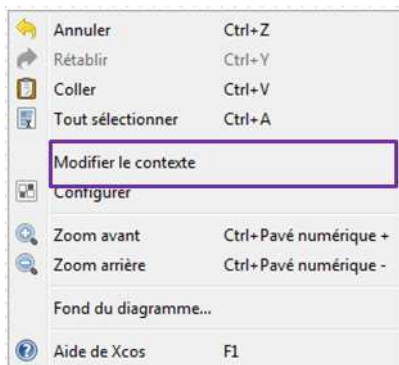 Annuler Ctrl+Z
Rétablir Ctrl+Y
Coller Ctrl+V
Tout sélectionner Ctrl+A
Modifier le contexte
Configurer
Zoom avant Ctrl+Pavé numérique +
Zoom arrière Ctrl+Pavé numérique -
Fond du diagramme...
Aide de Xcos F1